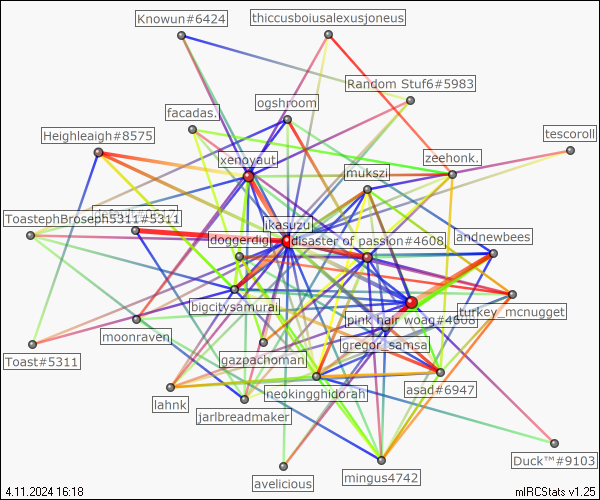 Knowun#6424
thiccusboiusalexusjoneus
Random Stuf6#5983
ogshroom
facadas.
Heighleaigh#8575
tescoroll
xenoyaut
zeehonk.
mukszi
ToastephBroseph5311#5311
ikasuzui
doggerdig
disaster of passion#4608
andnewbees
bigcitysamurai
turkey_mcnugget
moonraven
pink hair woag#4608
gregor_samsa
Toast#5311
gazpachoman
neokingghidorah
asad#6947
lahnk
jarlbreadmaker
Duck™#9103
avelicious
mingus4742
4.11.2024 16:18
mIRCStats v1.25